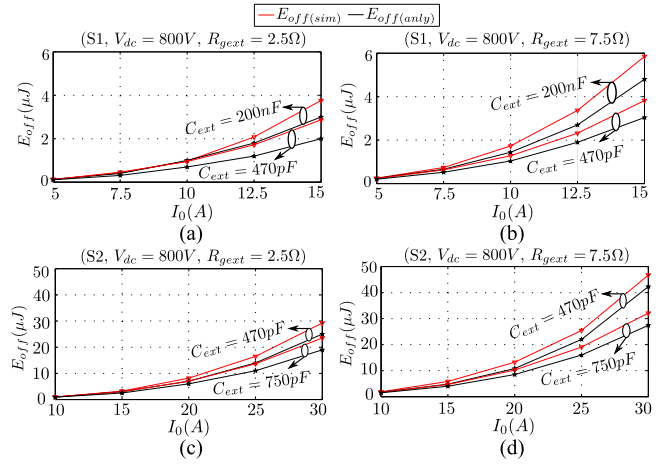 E_off(sim) E_off(anly)
(S1, V_dc = 800V, R_gext = 2.5Ω)
E_off(μJ)
6
4
2
0
C_ext = 200nF
C_ext = 470pF
5 7.5 10 12.5 15
I_0(A)
(a)
(S1, V_dc = 800V, R_gext = 7.5Ω)
E_off(μJ)
6
4
2
0
C_ext = 200nF
C_ext = 470pF
5 7.5 10 12.5 15
I_0(A)
(b)
(S2, V_dc = 800V, R_gext = 2.5Ω)
E_off(μJ)
50
40
30
20
10
C_ext = 470pF
C_ext = 750pF
10 15 20 25 30
I_0(A)
(c)
(S2, V_dc = 800V, R_gext = 7.5Ω)
E_off(μJ)
50
40
30
20
10
C_ext = 470pF
C_ext = 750pF
10 15 20 25 30
I_0(A)
(d)